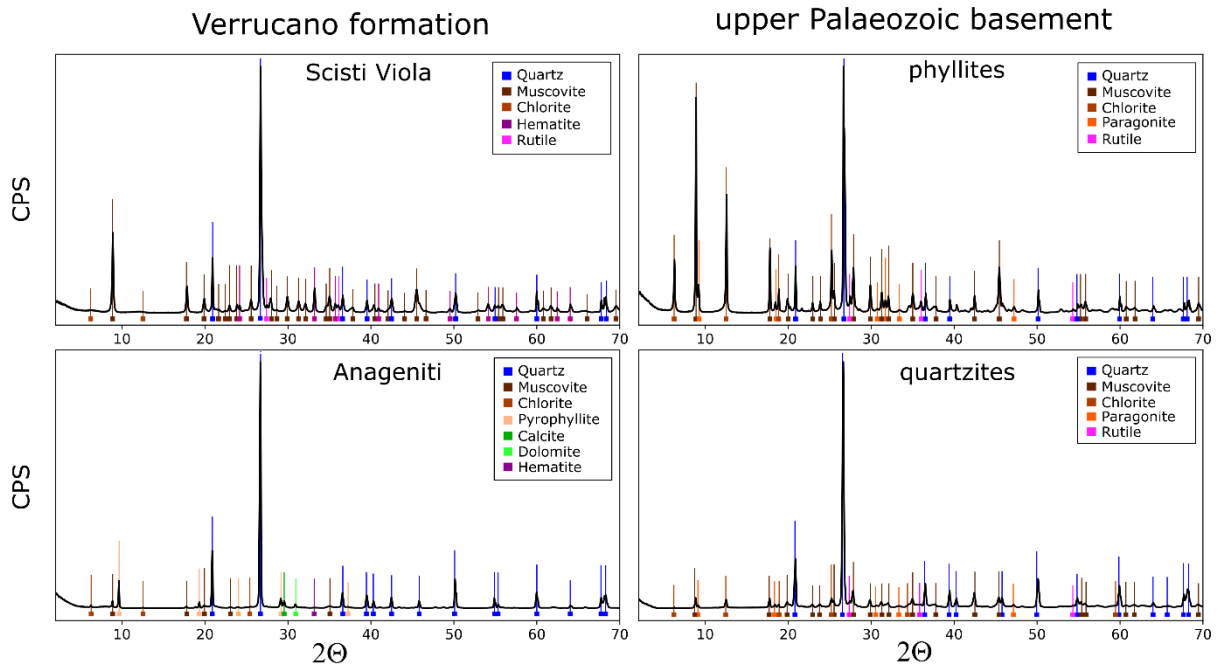 Verrucano formation
upper Palaeozoic basement
CPS
Scisti Viola
Quartz
Muscovite
Chlorite
Hematite
Rutile
10 20 30 40 50 60 70
phyllites
Quartz
Muscovite
Chlorite
Paragonite
Rutile
10 20 30 40 50 60 70
CPS
Anageniti
Quartz
Muscovite
Chlorite
Pyrophyllite
Calcite
Dolomite
Hematite
10 20 30 40 50 60 70
2Θ
quartzites
Quartz
Muscovite
Chlorite
Paragonite
Rutile
10 20 30 40 50 60 70
2Θ